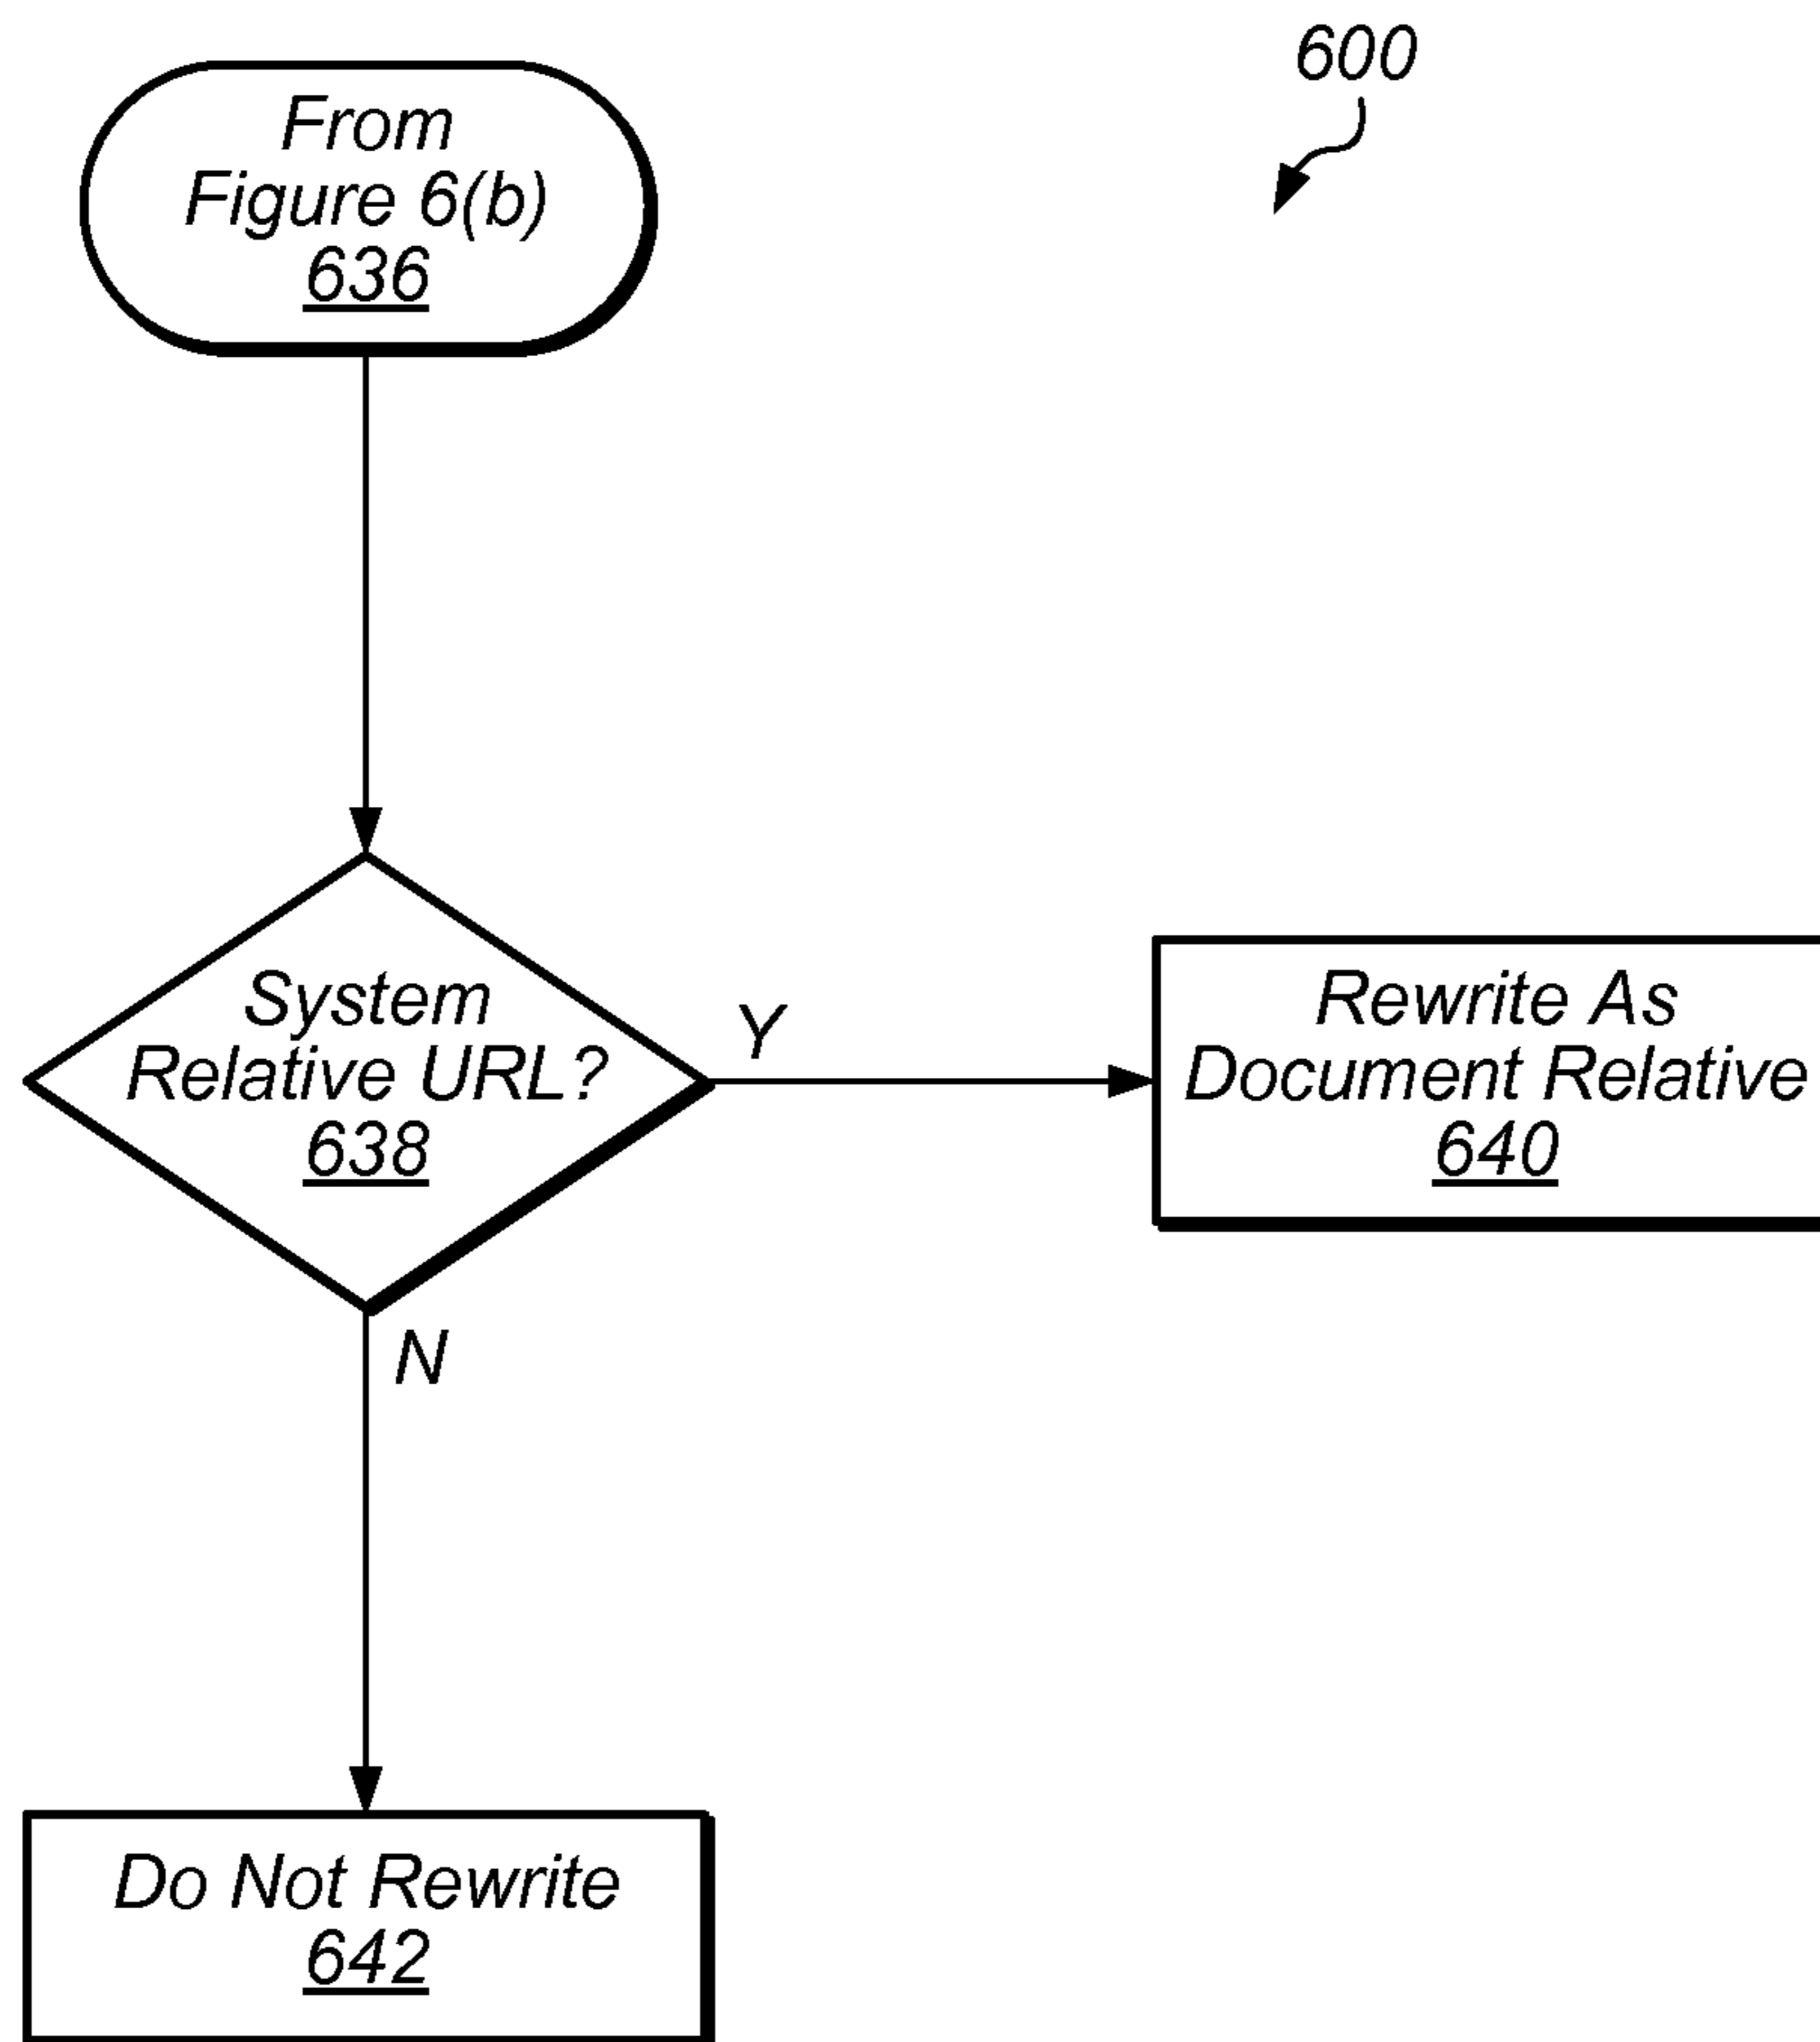 600
From
Figure 6(b)
636
System
Relative URL?
638
Y
Rewrite As
Document Relative
640
N
Do Not Rewrite
642